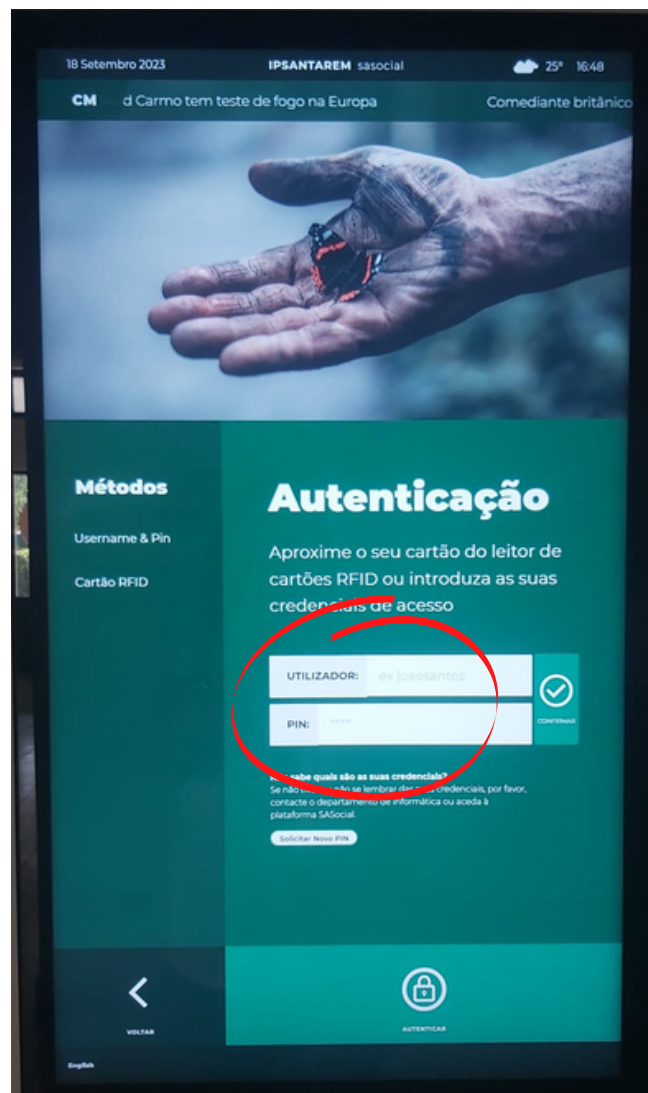 18 Setembro 2023 IPSANTAREM sasocial 25° 16:48
CM d Carmo tem teste de fogo na Europa Comediante britânico
Métodos
Username & Pin
Cartão RFID
Autenticação
Aproxime o seu cartão do leitor de
cartões RFID ou introduza as suas
credenciais de acesso
UTILIZADOR: ex joaosantos
PIN: ****
CONFIRMAR
sabe quais são as suas credenciais?
Se não se lembrar das suas credenciais, por favor,
contacte o departamento de informática ou aceda à
plataforma SASocial.
Solicitar Novo PIN
VOLTAR
AUTENTICAR
English